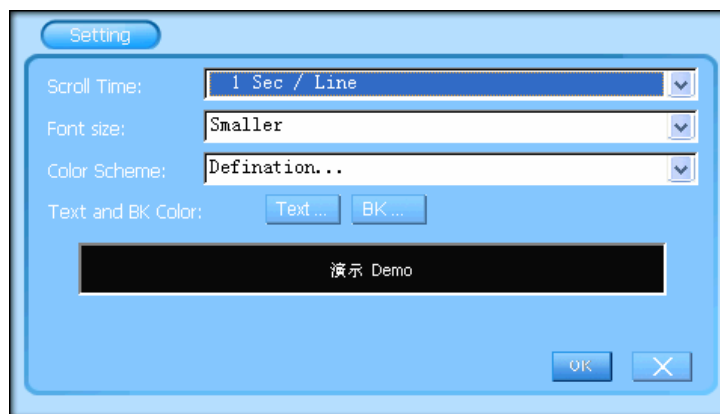 Setting
Scroll Time: 1 Sec / Line
Font size: Smaller
Color Scheme: Defination...
Text and BK Color: Text ... BK ...
演示 Demo
OK